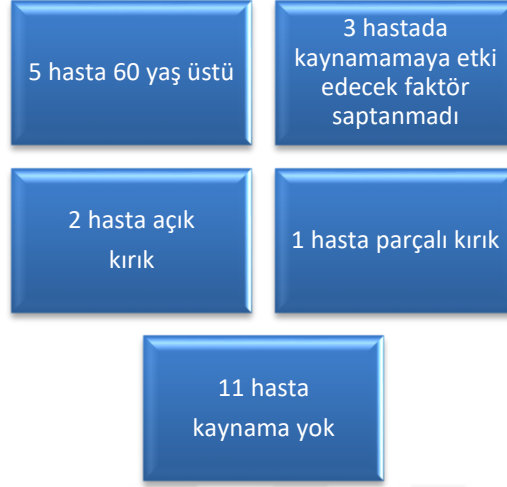 5 hasta 60 yaş üstü
3 hastada
kaynamamaya etki
edecek faktör
saptanmadı
2 hasta açık
kırık
1 hasta parçalı kırık
11 hasta
kaynama yok